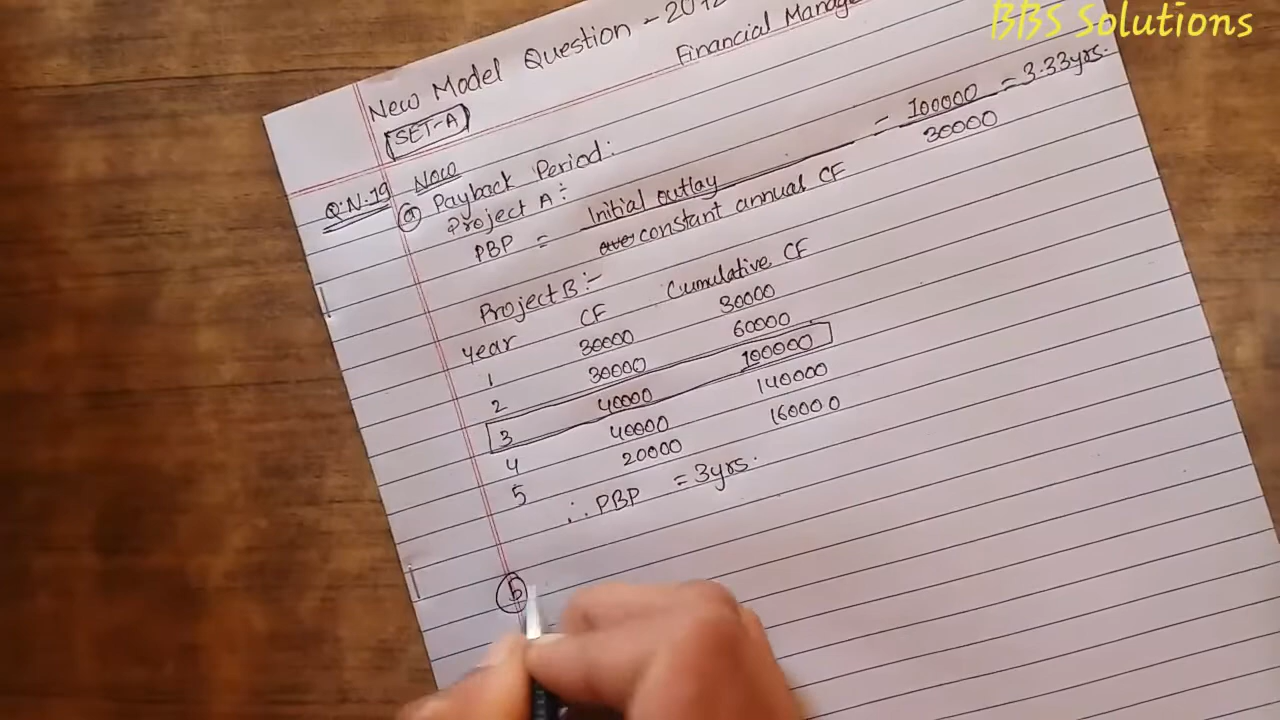 BBS Solutions
New Model Question - 2072
Financial
SET-A
Q.N.19 Now
(a) Payback Period:
Project A:
PBP = Initial outlay / constant annual CF = 100000 / 30000 = 3.33yrs.
Project B:-
Year CF Cumulative CF
1 30000 30000
2 30000 60000
3 40000 100000
4 40000 140000
5 20000 160000
∴ PBP = 3yrs.
(b)